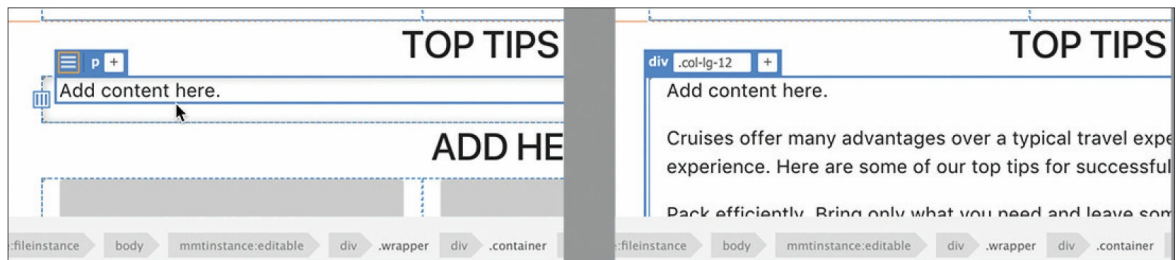 TOP TIPS
p +
Add content here.
ADD HE
:fileinstance body mmtinstance:editable div .wrapper div .container
TOP TIPS
div .col-lg-12 +
Add content here.
Cruises offer many advantages over a typical travel expe
experience. Here are some of our top tips for successful
Pack efficiently. Bring only what you need and leave som
:fileinstance body mmtinstance:editable div .wrapper div .container